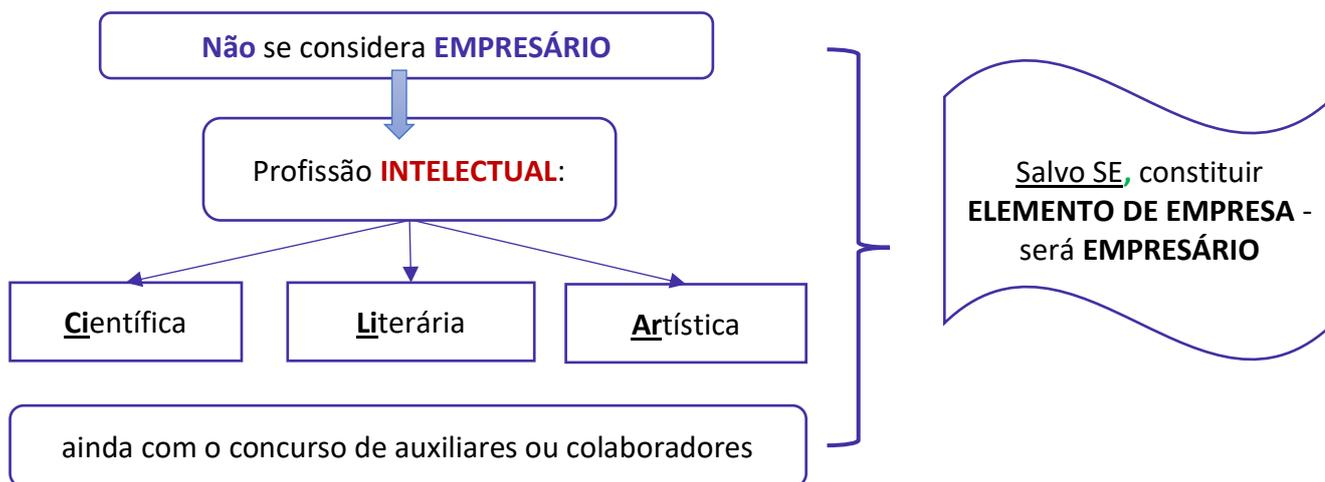 Não se considera EMPRESÁRIO
Profissão INTELECTUAL:
Salvo SE, constituir
ELEMENTO DE EMPRESA -
será EMPRESÁRIO
Científica
Literária
Artística
ainda com o concurso de auxiliares ou colaboradores